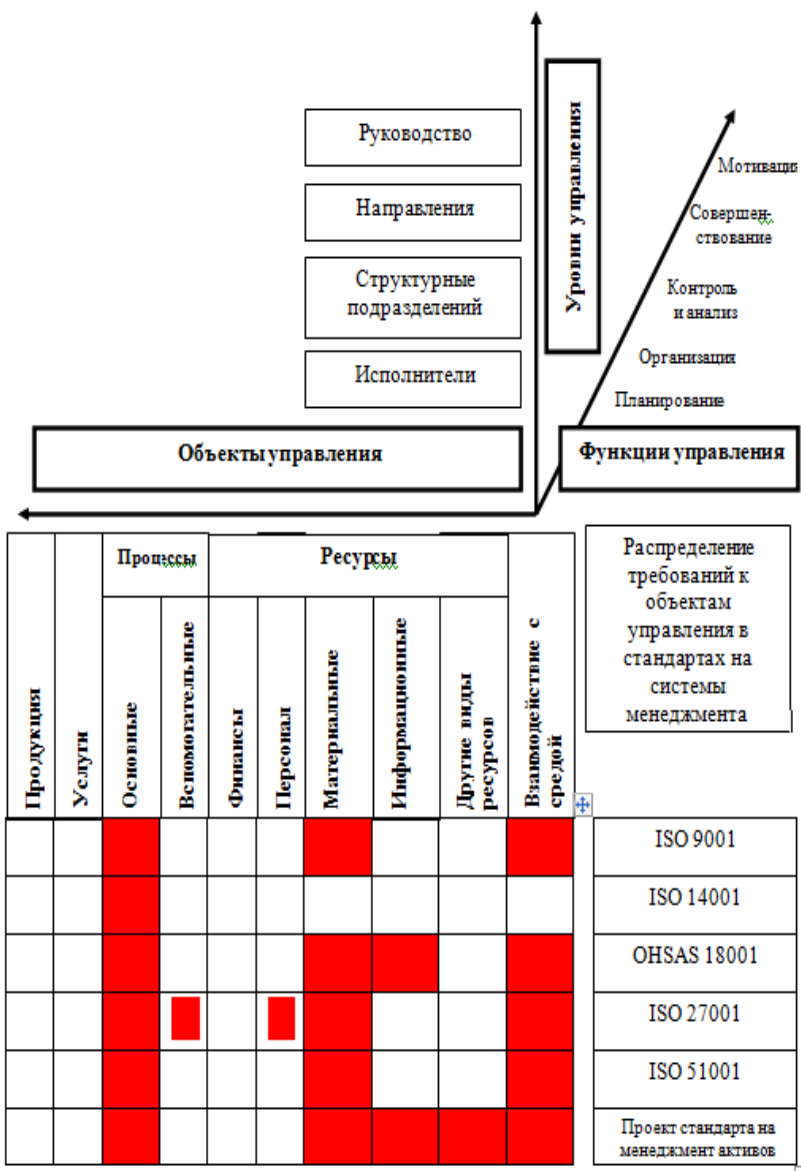 Руководство
Направления
Структурные
подразделений
Исполнители
Уровни управления
Мотивация
Совершен-
ствование
Контроль
и анализ
Организация
Планирование
Объекты управления
Функции управления
Процессы
Ресурсы
Продукция
Услуги
Основные
Вспомогательные
Финансы
Персонал
Материальные
Информационные
Другие виды
ресурсов
Взаимодействие с
средой
Распределение
требований к
объектам
управления в
стандартах на
системы
менеджмента
ISO 9001
ISO 14001
OHSAS 18001
ISO 27001
ISO 51001
Проект стандарта на
менеджмент активов